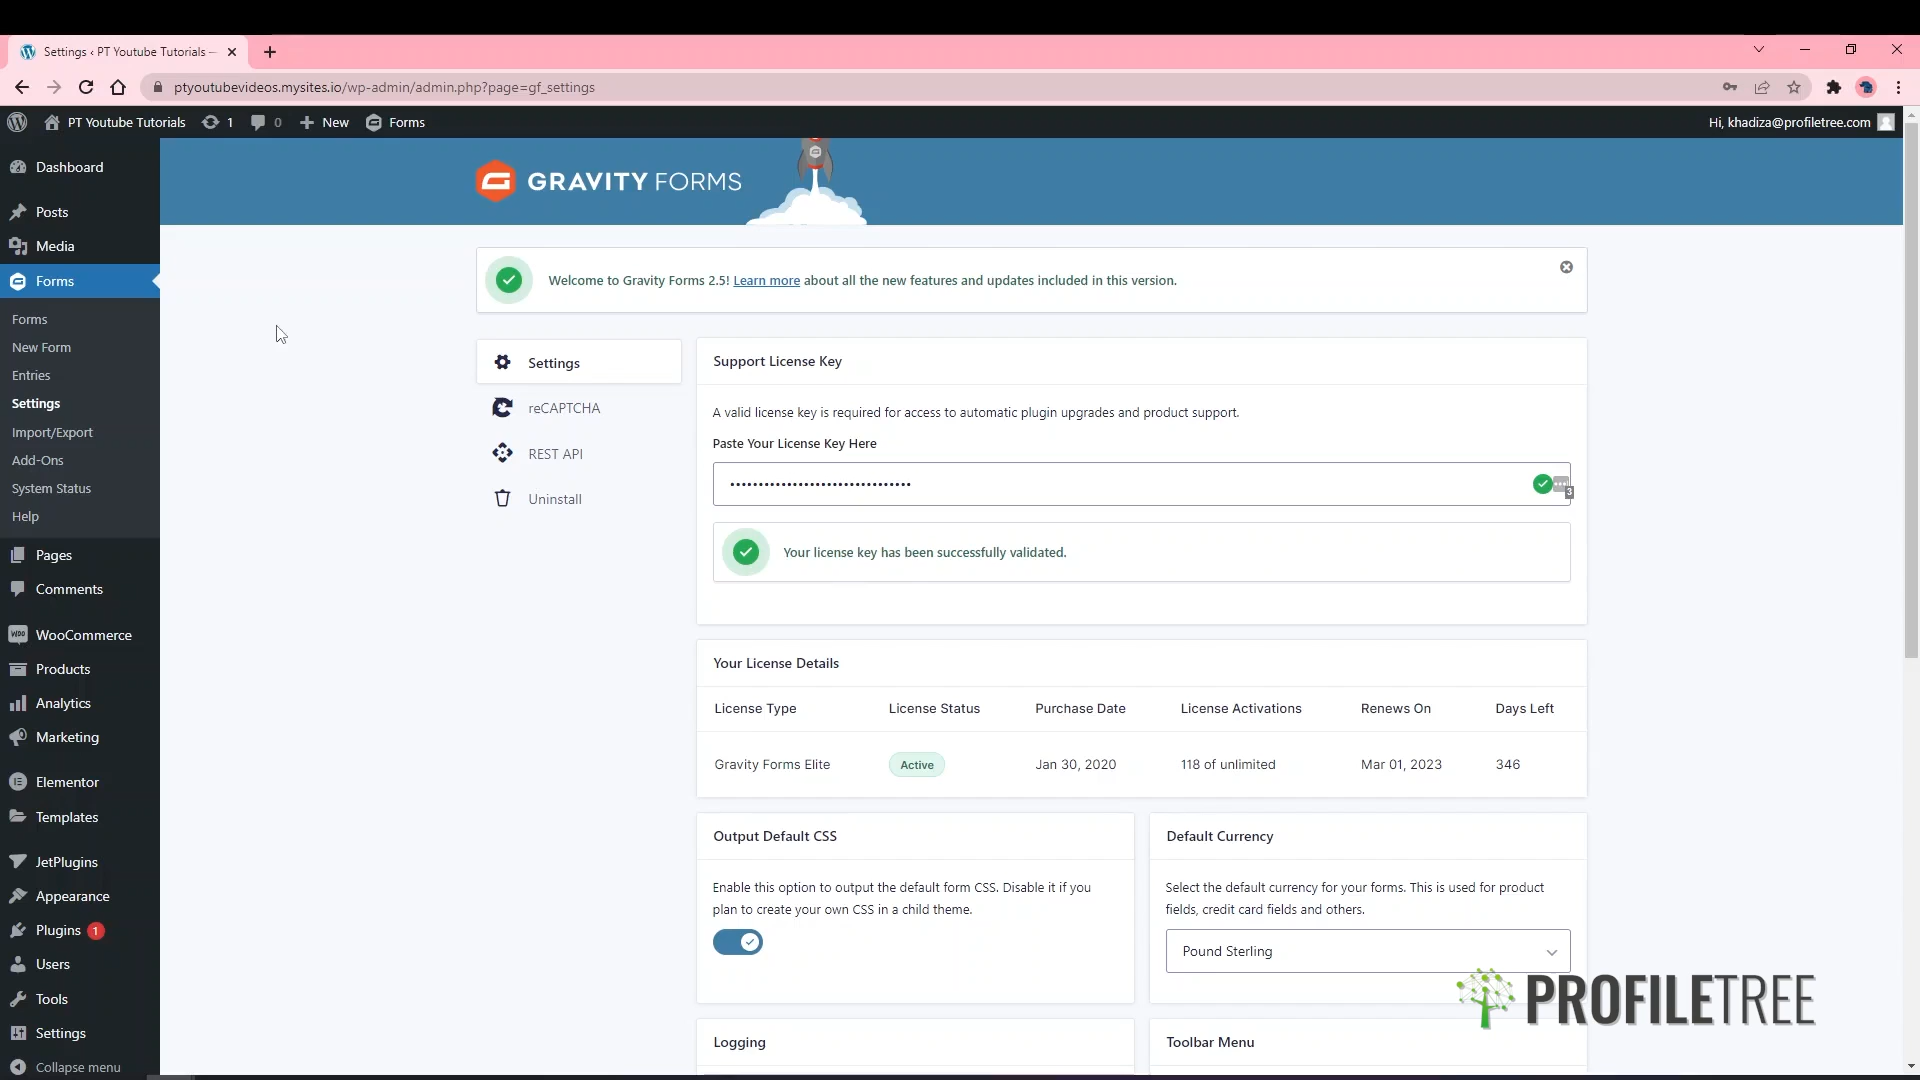 Settings ‹ PT Youtube Tutorials —
ptyoutubevideos.mysites.io/wp-admin/admin.php?page=gf_settings
PT Youtube Tutorials 1 0 New Forms
Hi, khadiza@profiletree.com
Dashboard
Posts
Media
Forms
Forms
New Form
Entries
Settings
Import/Export
Add-Ons
System Status
Help
Pages
Comments
WooCommerce
Products
Analytics
Marketing
Elementor
Templates
JetPlugins
Appearance
Plugins 1
Users
Tools
Settings
Collapse menu
GRAVITY FORMS
Welcome to Gravity Forms 2.5! Learn more about all the new features and updates included in this version.
Settings
reCAPTCHA
REST API
Uninstall
Support License Key
A valid license key is required for access to automatic plugin upgrades and product support.
Paste Your License Key Here
••••••••••••••••••••••••••••••••
3
Your license key has been successfully validated.
Your License Details
License Type License Status Purchase Date License Activations Renews On Days Left
Gravity Forms Elite Active Jan 30, 2020 118 of unlimited Mar 01, 2023 346
Output Default CSS
Enable this option to output the default form CSS. Disable it if you
plan to create your own CSS in a child theme.
Default Currency
Select the default currency for your forms. This is used for product
fields, credit card fields and others.
Pound Sterling
Logging
Toolbar Menu
PROFILETREE